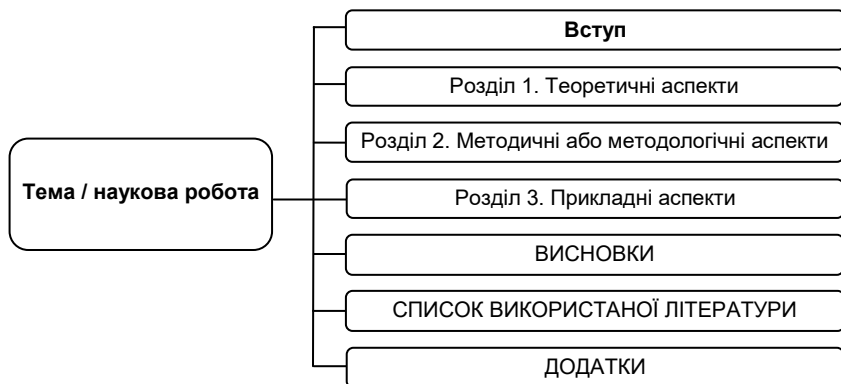 Вступ
Розділ 1. Теоретичні аспекти
Розділ 2. Методичні або методологічні аспекти
Тема / наукова робота
Розділ 3. Прикладні аспекти
ВИСНОВКИ
СПИСОК ВИКОРИСТАНОЇ ЛІТЕРАТУРИ
ДОДАТКИ